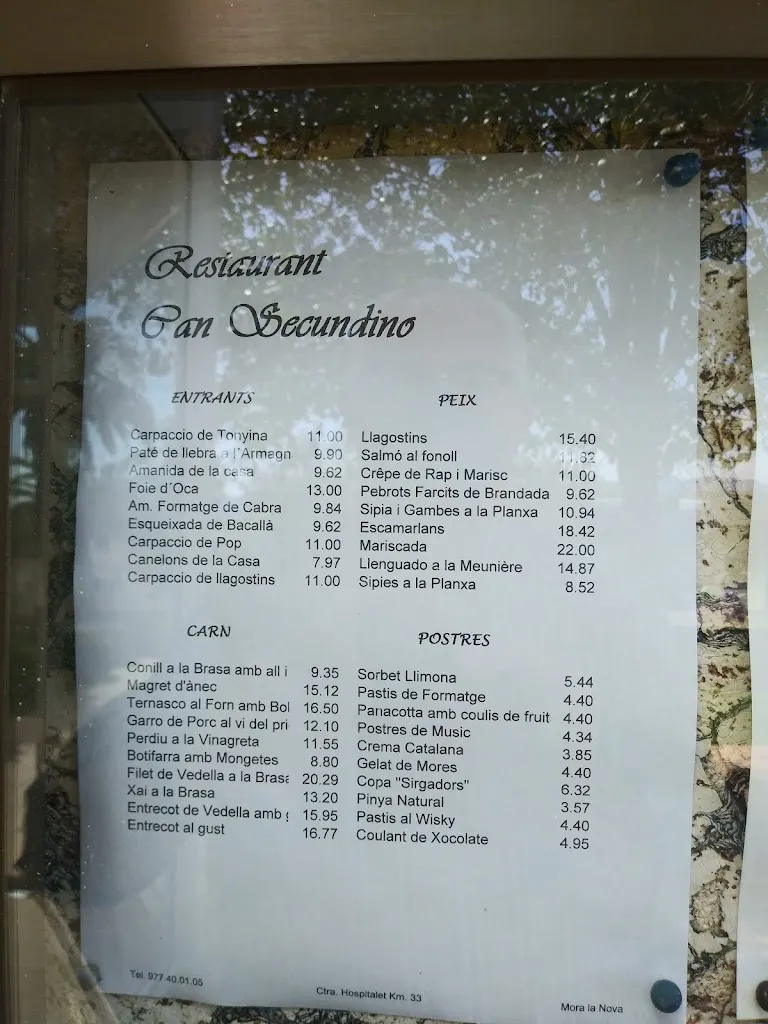 Restaurant
Can Secundino
ENTRANTS
Carpaccio de Tonyina 11.00
Paté de llebra a l'Armagn 9.90
Amanida de la casa 9.62
Foie d´Oca 13.00
Am. Formatge de Cabra 9.84
Esqueixada de Bacallà 9.62
Carpaccio de Pop 11.00
Canelons de la Casa 7.97
Carpaccio de llagostins 11.00
PEIX
Llagostins 15.40
Salmó al fonoll
Crêpe de Rap i Marisc 11.00
Pebrots Farcits de Brandada 9.62
Sipia i Gambes a la Planxa 10.94
Escamarlans 18.42
Mariscada 22.00
Llenguado a la Meunière 14.87
Sipies a la Planxa 8.52
CARN
Conill a la Brasa amb all i 9.35
Magret d'ànec 15.12
Ternasco al Forn amb Bol 16.50
Garro de Porc al vi del pri 12.10
Perdiu a la Vinagreta 11.55
Botifarra amb Mongetes 8.80
Filet de Vedella a la Brasa 20.29
Xai a la Brasa 13.20
Entrecot de Vedella amb 15.95
Entrecot al gust 16.77
POSTRES
Sorbet Llimona 5.44
Pastis de Formatge 4.40
Panacotta amb coulis de fruit 4.40
Postres de Music 4.34
Crema Catalana 3.85
Gelat de Mores 4.40
Copa "Sirgadors" 6.32
Pinya Natural 3.57
Pastis al Wisky 4.40
Coulant de Xocolate 4.95
Tel. 977.40.01.05
Ctra. Hospitalet Km. 33
Mora la Nova